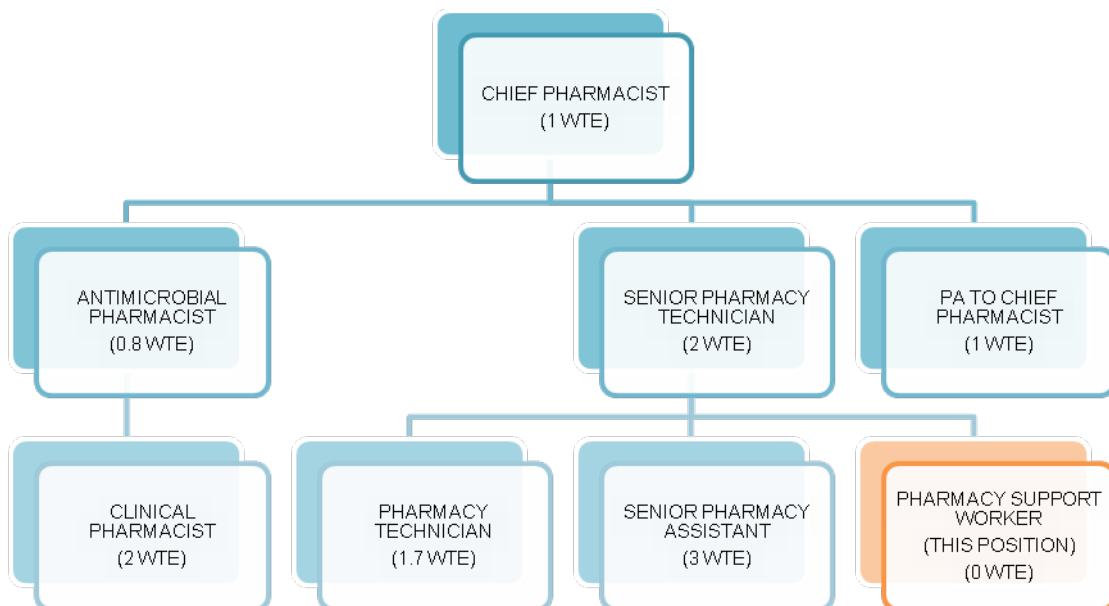 CHIEF PHARMACIST
(1 WTE)
ANTIMICROBIAL
PHARMACIST
(0.8 WTE)
SENIOR PHARMACY
TECHNICIAN
(2 WTE)
PA TO CHIEF
PHARMACIST
(1 WTE)
CLINICAL
PHARMACIST
(2 WTE)
PHARMACY
TECHNICIAN
(1.7 WTE)
SENIOR PHARMACY
ASSISTANT
(3 WTE)
PHARMACY SUPPORT
WORKER
(THIS POSITION)
(0 WTE)